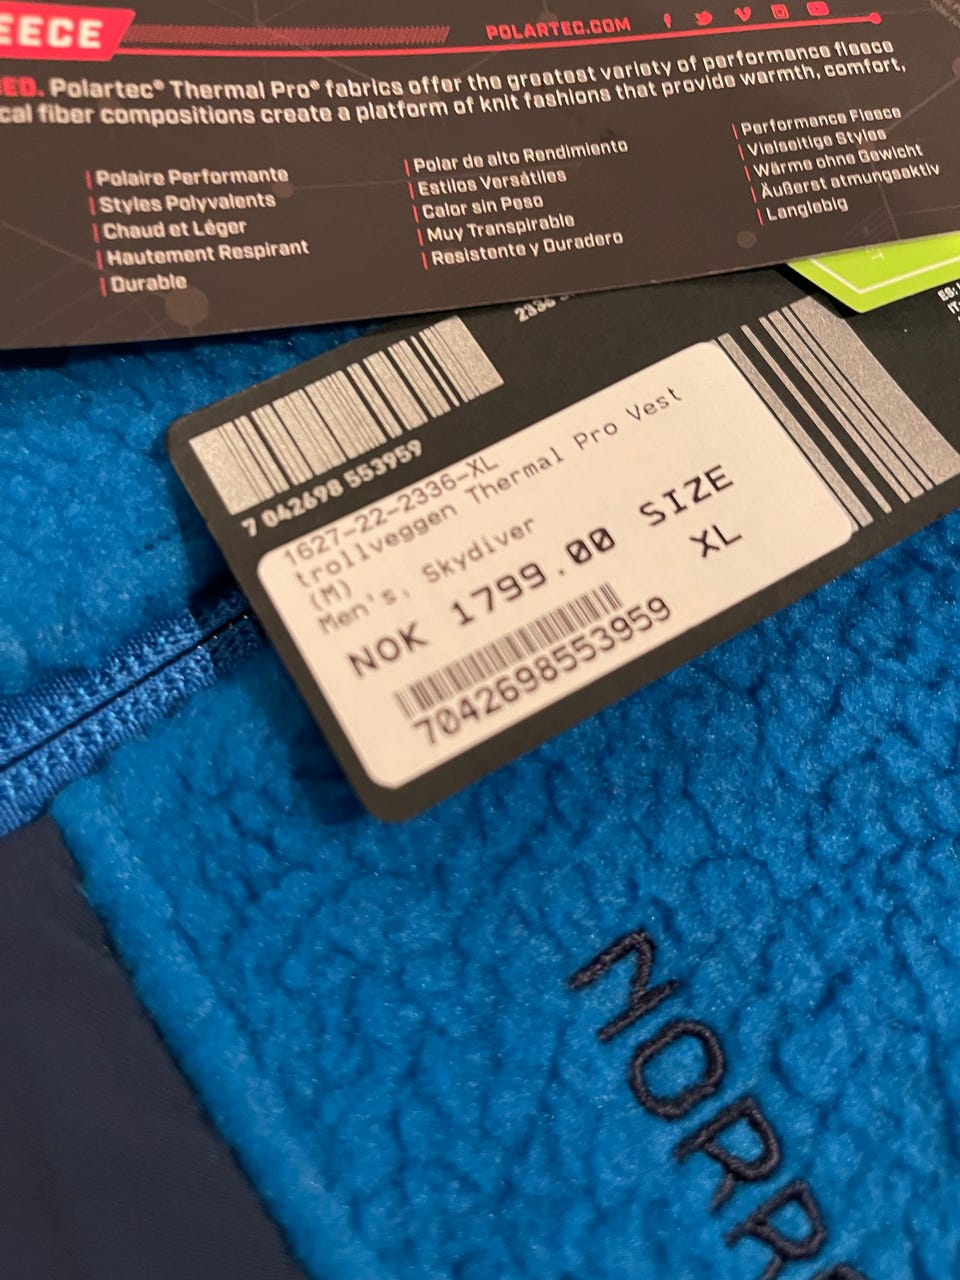 EECE
POLARTEC.COM
ED. Polartec® Thermal Pro® fabrics offer the greatest variety of performance fleece
cal fiber compositions create a platform of knit fashions that provide warmth, comfort,
Polaire Performante
Styles Polyvalents
Chaud et Léger
Hautement Respirant
Durable
Polar de alto Rendimiento
Estilos Versátiles
Calor sin Peso
Muy Transpirable
Resistente y Duradero
Performance Fleece
Vielseitige Styles
Wärme ohne Gewicht
Äußerst atmungsaktiv
Langlebig
ES:
IT:
2336
7 042698 553959
1627-22-2336-XL
trollveggen Thermal Pro Vest
(M)
Men's, Skydiver
NOK 1799.00 SIZE
XL
7042698553959
NORR